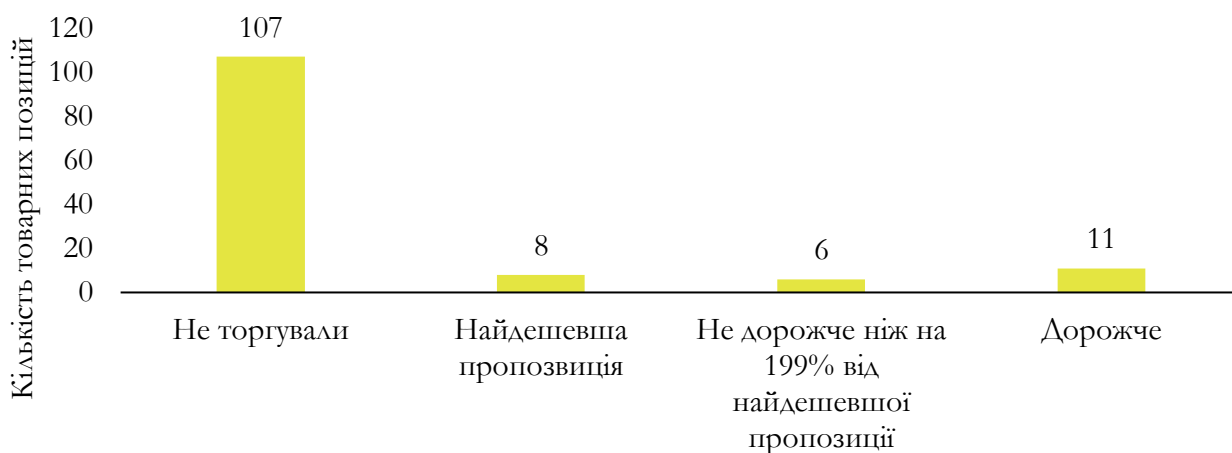 Кількість товарних позицій
120
100
80
60
40
20
0
107
8
6
11
Не торгували
Найдешевша
пропозвиція
Не дорожче ніж на
199% від
найдешевшої
пропозиції
Дорожче